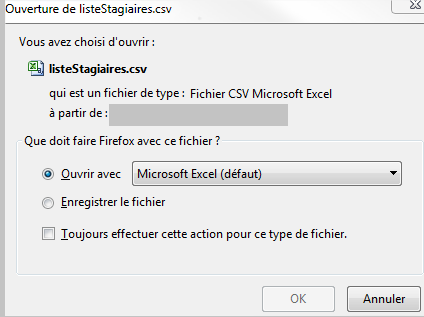 Ouverture de listeStagiaires.csv
Vous avez choisi d'ouvrir :
listeStagiaires.csv
qui est un fichier de type : Fichier CSV Microsoft Excel
à partir de :
Que doit faire Firefox avec ce fichier ?
Ouvrir avec Microsoft Excel (défaut)
Enregistrer le fichier
Toujours effectuer cette action pour ce type de fichier.
OK Annuler